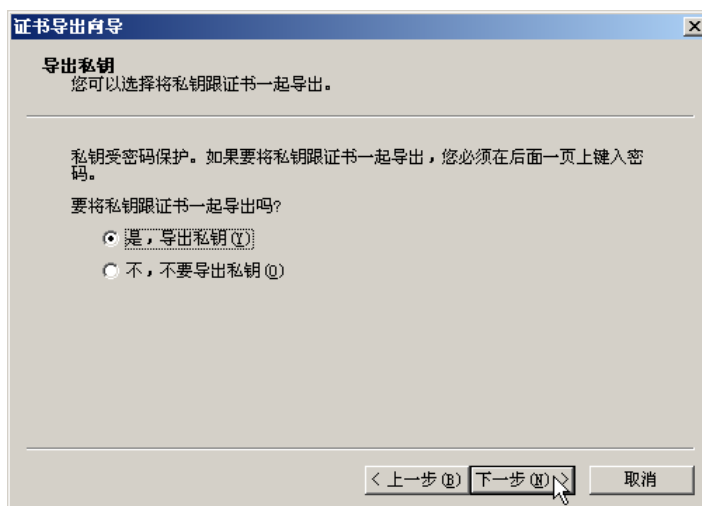 证书导出向导
导出私钥
您可以选择将私钥跟证书一起导出。
私钥受密码保护。如果要将私钥跟证书一起导出，您必须在后面一页上键入密
码。
要将私钥跟证书一起导出吗?
是，导出私钥(Y)
不，不要导出私钥(O)
< 上一步(B) 下一步(N) > 取消